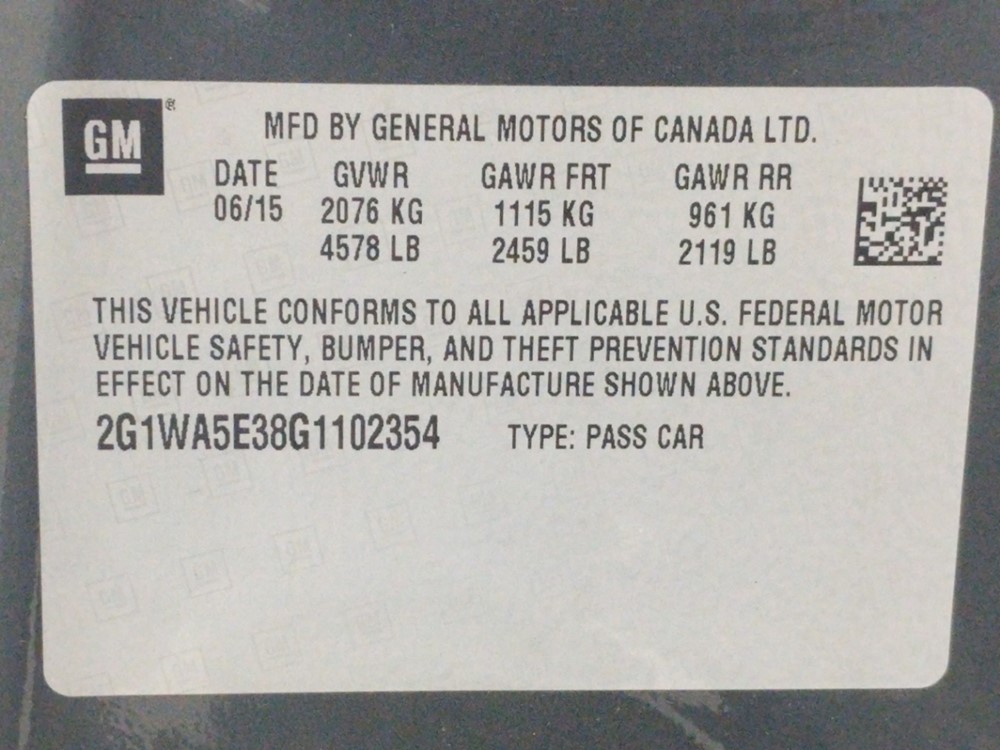 GM®
MFD BY GENERAL MOTORS OF CANADA LTD.
DATE GVWR GAWR FRT GAWR RR
06/15 2076 KG 1115 KG 961 KG
4578 LB 2459 LB 2119 LB
THIS VEHICLE CONFORMS TO ALL APPLICABLE U.S. FEDERAL MOTOR
VEHICLE SAFETY, BUMPER, AND THEFT PREVENTION STANDARDS IN
EFFECT ON THE DATE OF MANUFACTURE SHOWN ABOVE.
2G1WA5E38G1102354 TYPE: PASS CAR